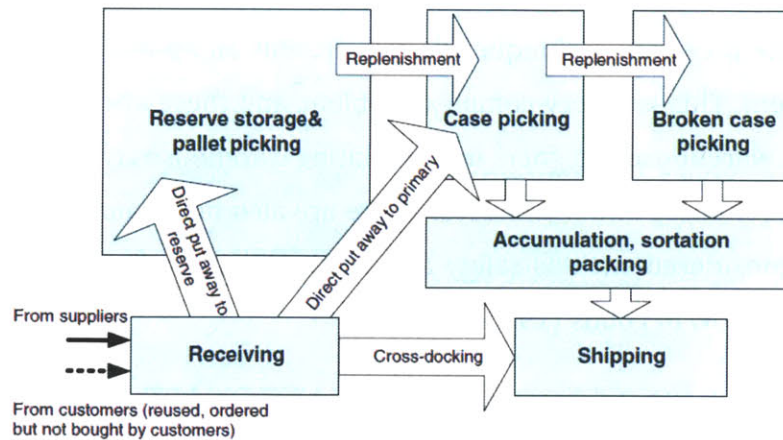 Replenishment
Replenishment
Reserve storage&
pallet picking
Case picking
Broken case
picking
Direct put away to
reserve
Direct put away to primary
Accumulation, sortation
packing
From suppliers
Receiving
Cross-docking
Shipping
From customers (reused, ordered
but not bought by customers)